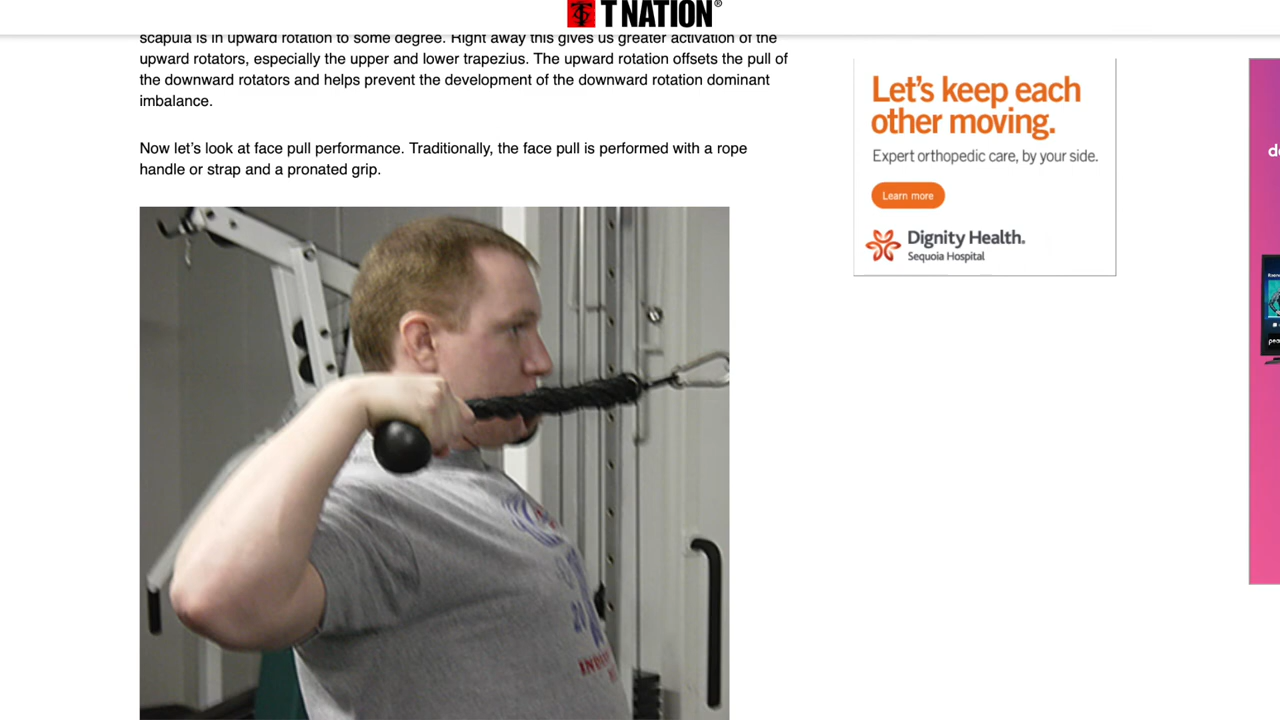 T NATION®
scapula is in upward rotation to some degree. Right away this gives us greater activation of the
upward rotators, especially the upper and lower trapezius. The upward rotation offsets the pull of
the downward rotators and helps prevent the development of the downward rotation dominant
imbalance.
Now let’s look at face pull performance. Traditionally, the face pull is performed with a rope
handle or strap and a pronated grip.
Let’s keep each
other moving.
Expert orthopedic care, by your side.
Learn more
Dignity Health.
Sequoia Hospital